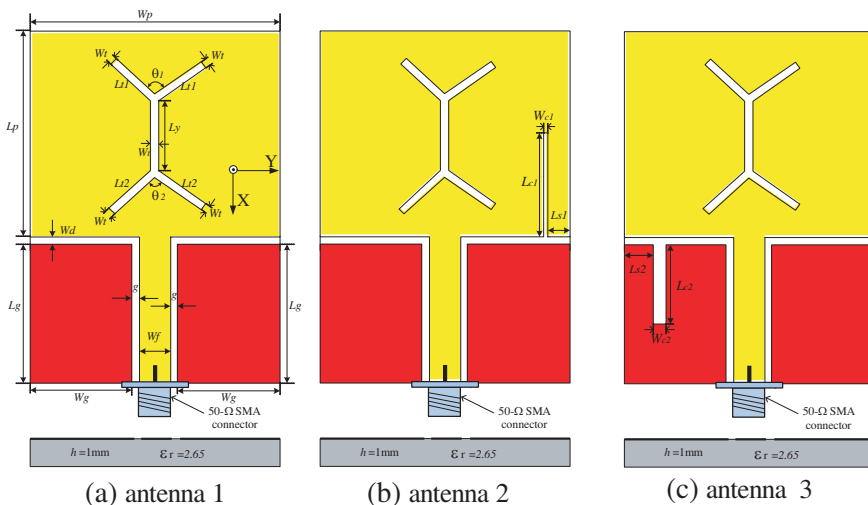 Wp
Wt
Wt
θ1
Lt1
Lt1
Lp
Ly
Wt
Lt2
Lt2
θ2
Wt
Wt
Y
X
Wd
g
g
Lg
Lg
Wf
Wg
Wg
50-Ω SMA
connector
h=1mm
εr=2.65
(a) antenna 1
Wc1
Lc1
Ls1
50-Ω SMA
connector
h=1mm
εr=2.65
(b) antenna 2
Ls2
Lc2
Wc2
50-Ω SMA
connector
h=1mm
εr=2.65
(c) antenna 3